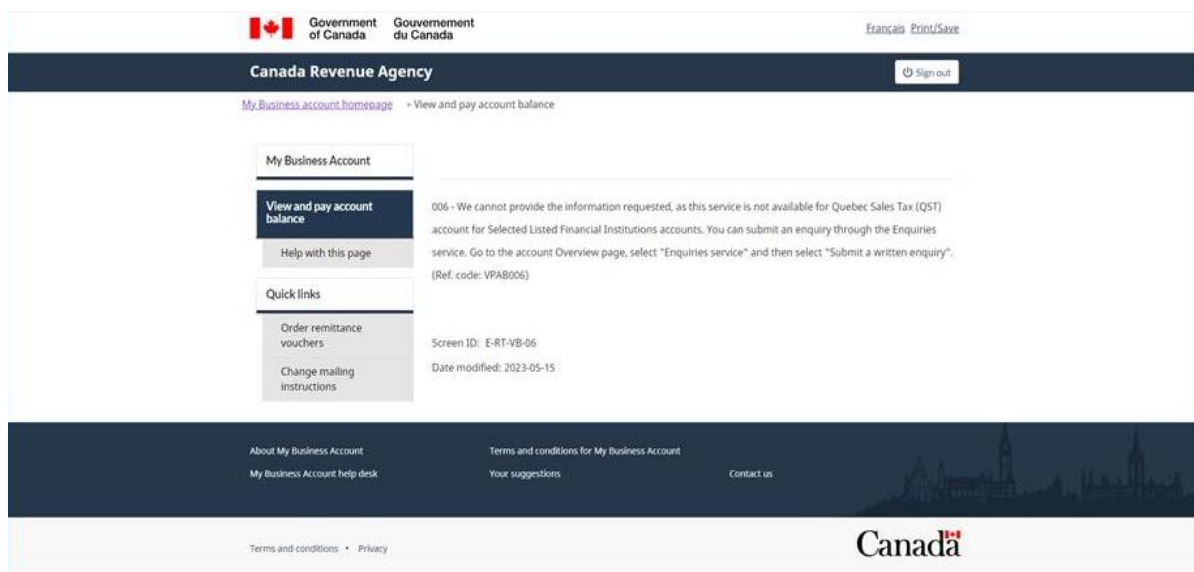 Government of Canada
Gouvernement du Canada
Français Print/Save
Canada Revenue Agency
Sign out
My Business account homepage » View and pay account balance
My Business Account
View and pay account
balance
Help with this page
Quick links
Order remittance
vouchers
Change mailing
instructions
006 - We cannot provide the information requested, as this service is not available for Quebec Sales Tax (QST)
account for Selected Listed Financial Institutions accounts. You can submit an enquiry through the Enquiries
service. Go to the account Overview page, select "Enquiries service" and then select "Submit a written enquiry".
(Ref. code: VPAB006)
Screen ID: E-RT-VB-06
Date modified: 2023-05-15
About My Business Account
Terms and conditions for My Business Account
My Business Account help desk
Your suggestions
Contact us
Terms and conditions • Privacy
Canada